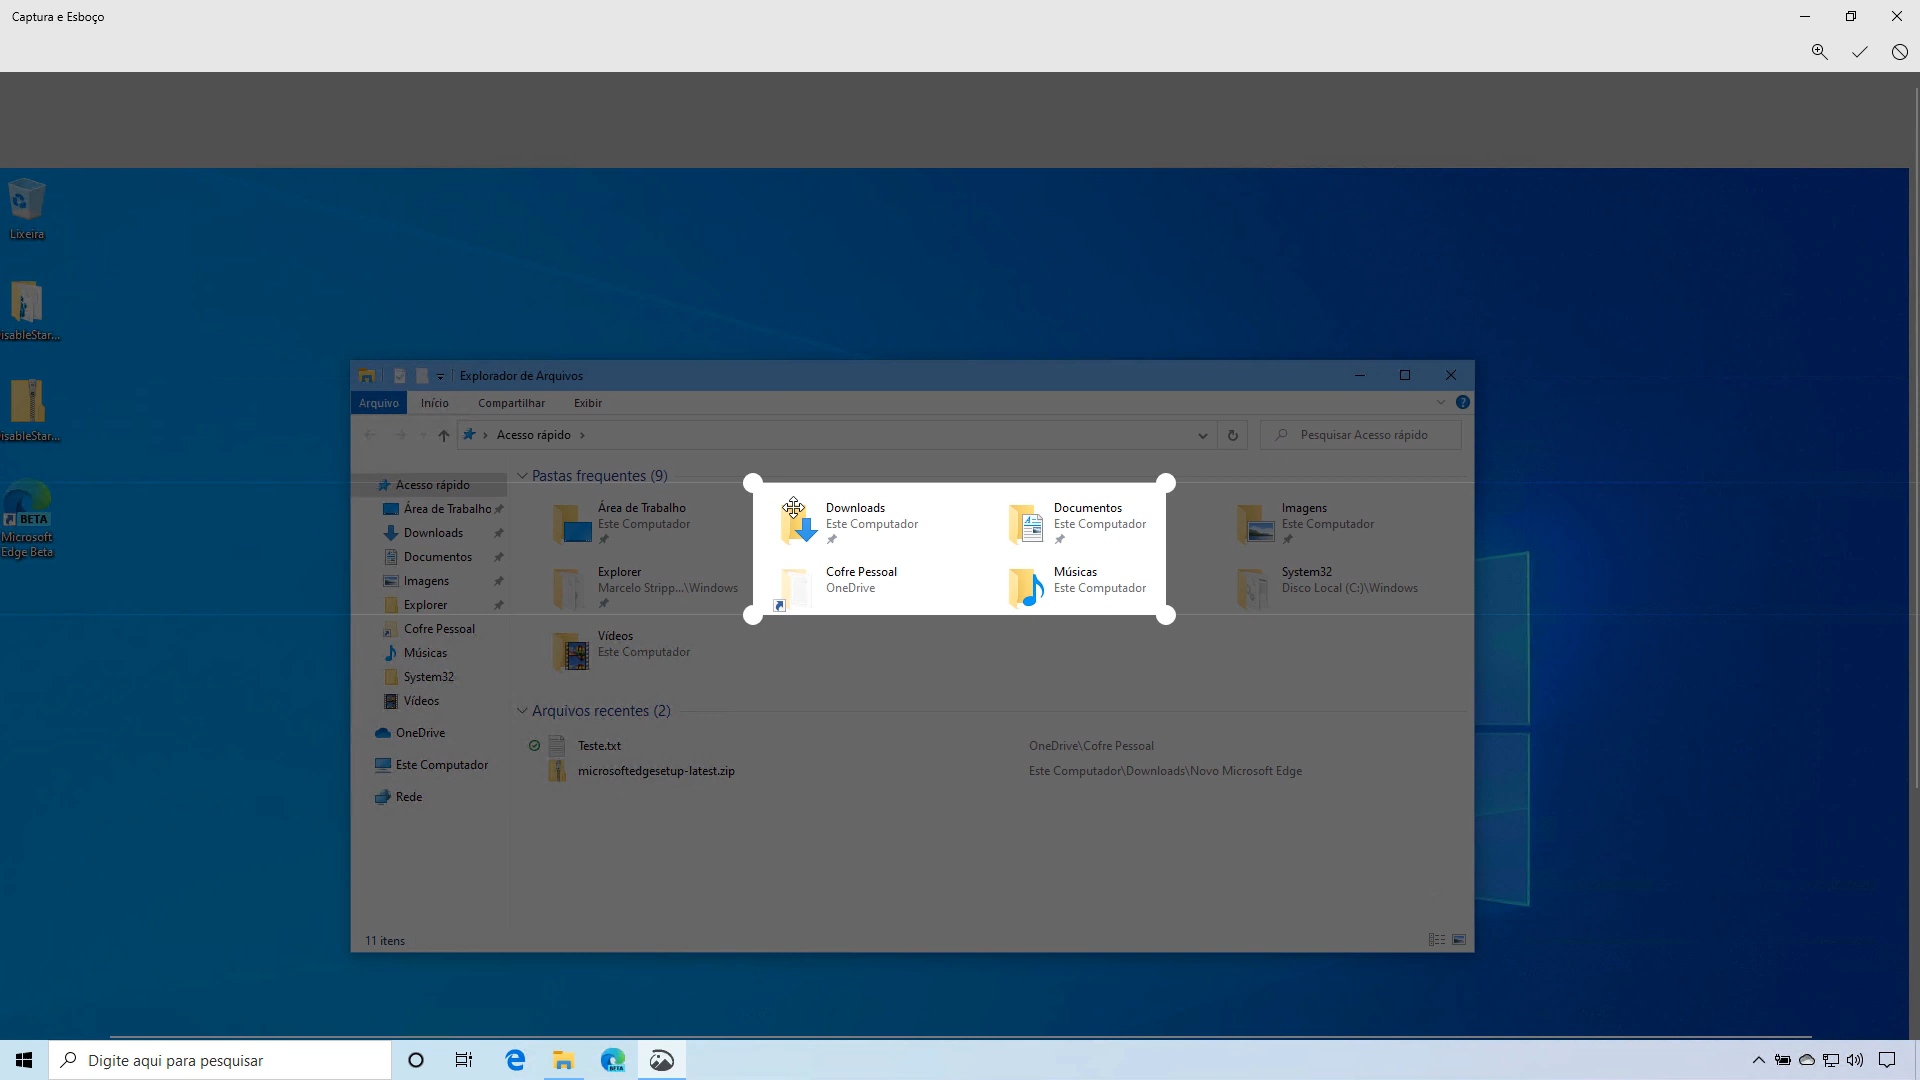 Captura e Esboço
Lixeira
isableStar...
isableStar...
BETA
Microsoft
Edge Beta
Explorador de Arquivos
Arquivo Início Compartilhar Exibir
Acesso rápido
Pesquisar Acesso rápido
Acesso rápido
Área de Trabalho
Downloads
Documentos
Imagens
Explorer
Cofre Pessoal
Músicas
System32
Vídeos
OneDrive
Este Computador
Rede
Pastas frequentes (9)
Área de Trabalho
Este Computador
Downloads
Este Computador
Documentos
Este Computador
Imagens
Este Computador
Explorer
Marcelo Stripp...\Windows
Cofre Pessoal
OneDrive
Músicas
Este Computador
System32
Disco Local (C:)\Windows
Vídeos
Este Computador
Arquivos recentes (2)
Teste.txt OneDrive\Cofre Pessoal
microsoftedgesetup-latest.zip Este Computador\Downloads\Novo Microsoft Edge
11 itens
Digite aqui para pesquisar
BETA